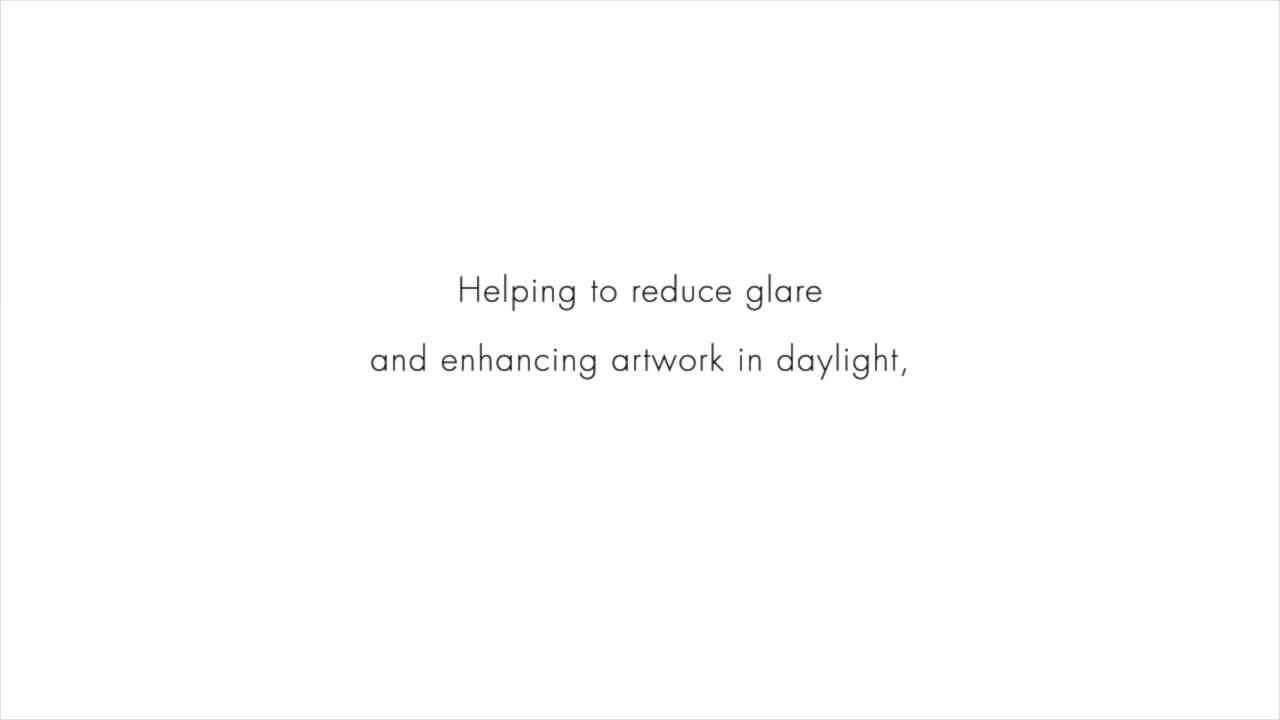 Helping to reduce glare
and enhancing artwork in daylight,